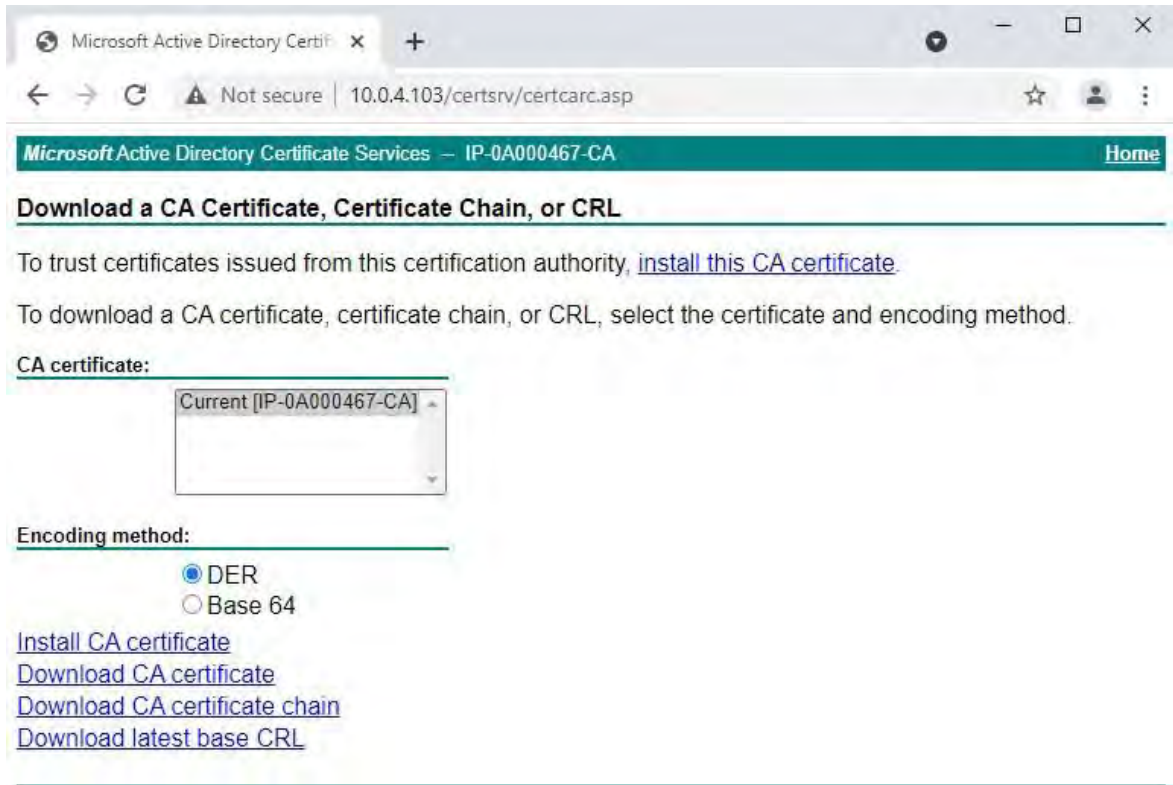 Microsoft Active Directory Certif
Not secure | 10.0.4.103/certsrv/certcarc.asp
Microsoft Active Directory Certificate Services – IP-0A000467-CA Home
Download a CA Certificate, Certificate Chain, or CRL
To trust certificates issued from this certification authority, install this CA certificate.
To download a CA certificate, certificate chain, or CRL, select the certificate and encoding method.
CA certificate:
Current [IP-0A000467-CA]
Encoding method:
DER
Base 64
Install CA certificate
Download CA certificate
Download CA certificate chain
Download latest base CRL